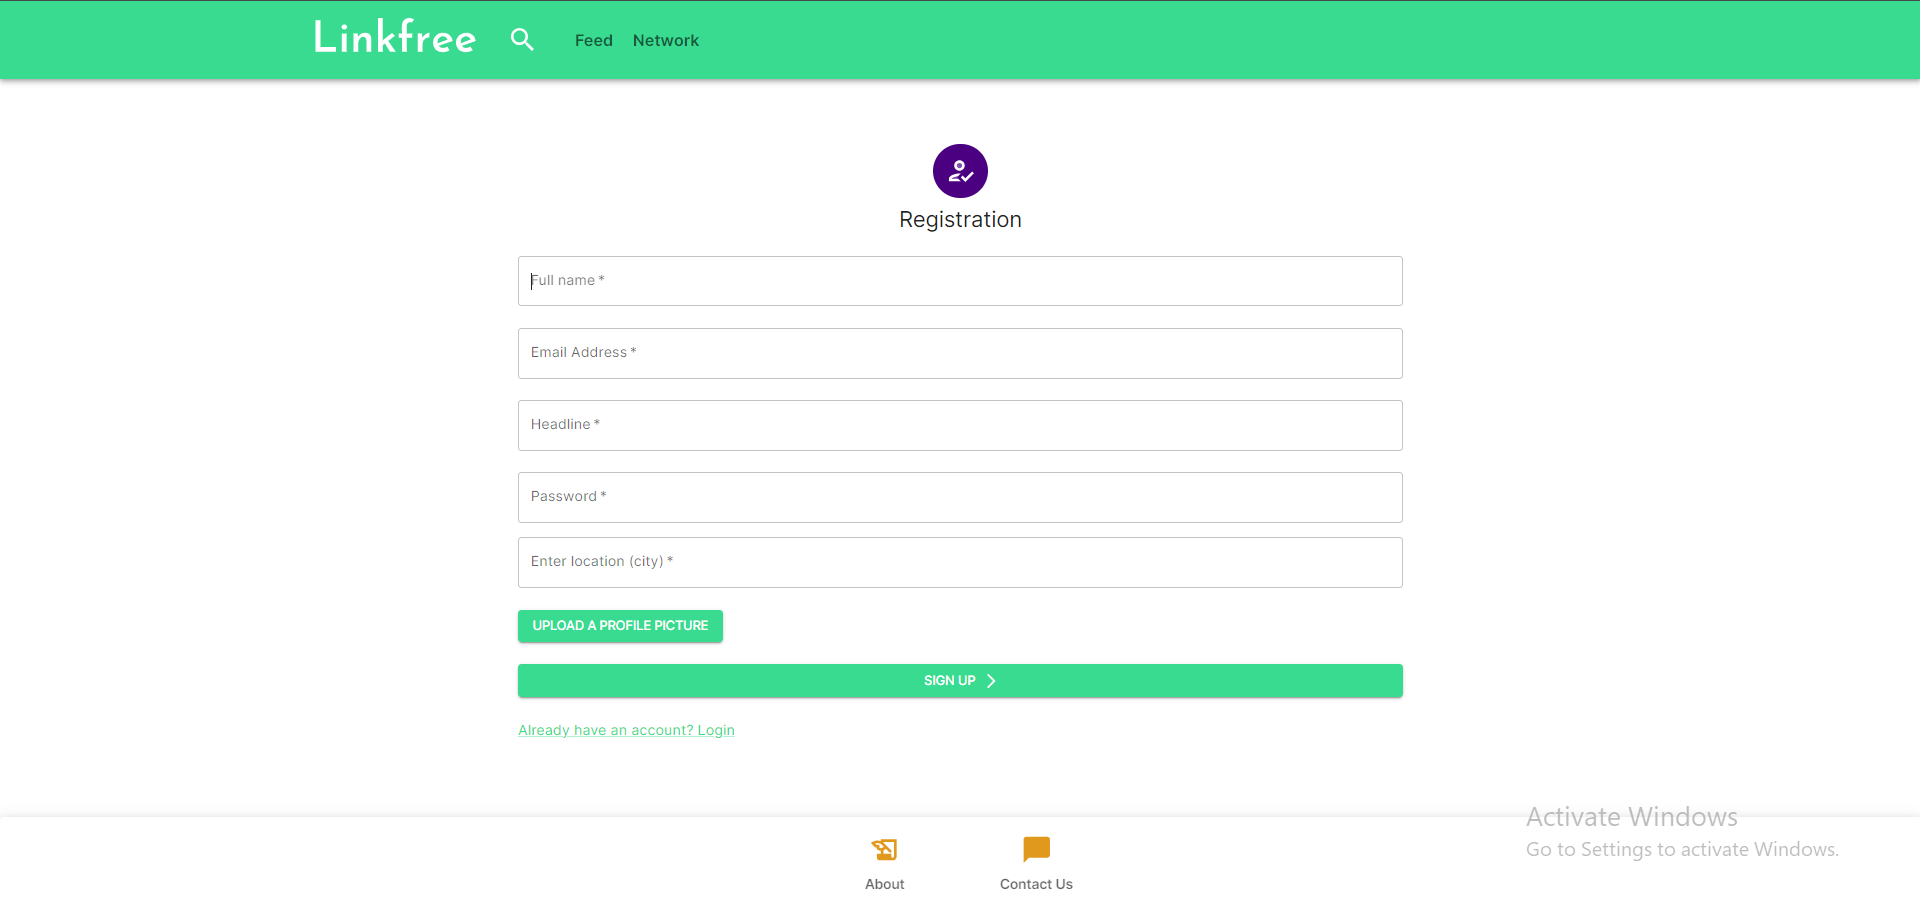 Linkfree Feed Network
Registration
Full name *
Email Address *
Headline *
Password *
Enter location (city) *
UPLOAD A PROFILE PICTURE
SIGN UP
Already have an account? Login
Activate Windows
Go to Settings to activate Windows.
About Contact Us